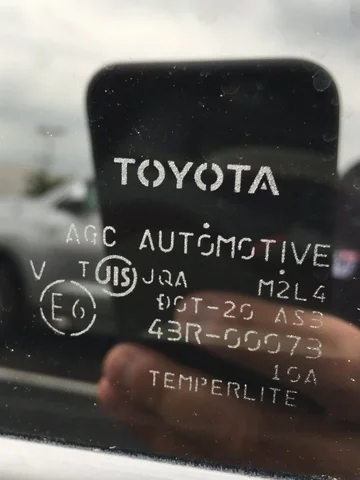 TOYOTA
AGC AUTOMOTIVE
V T JIS JQA M2L4
E6 DOT-20 AS3
43R-00073
10A
TEMPERLITE